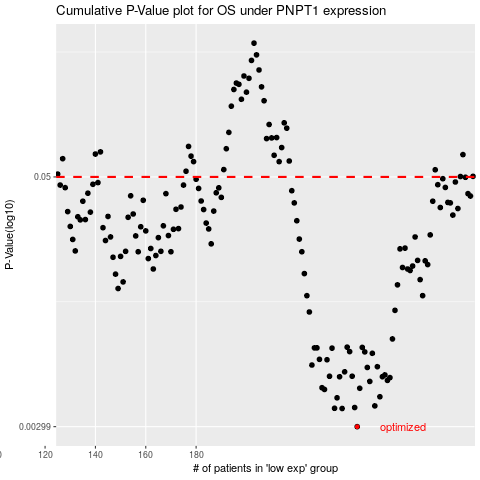 Cumulative P-Value plot for OS under PNPT1 expression
P-Value(log10)
0.05
0.00299
optimized
0 120 140 160 180
# of patients in 'low exp' group